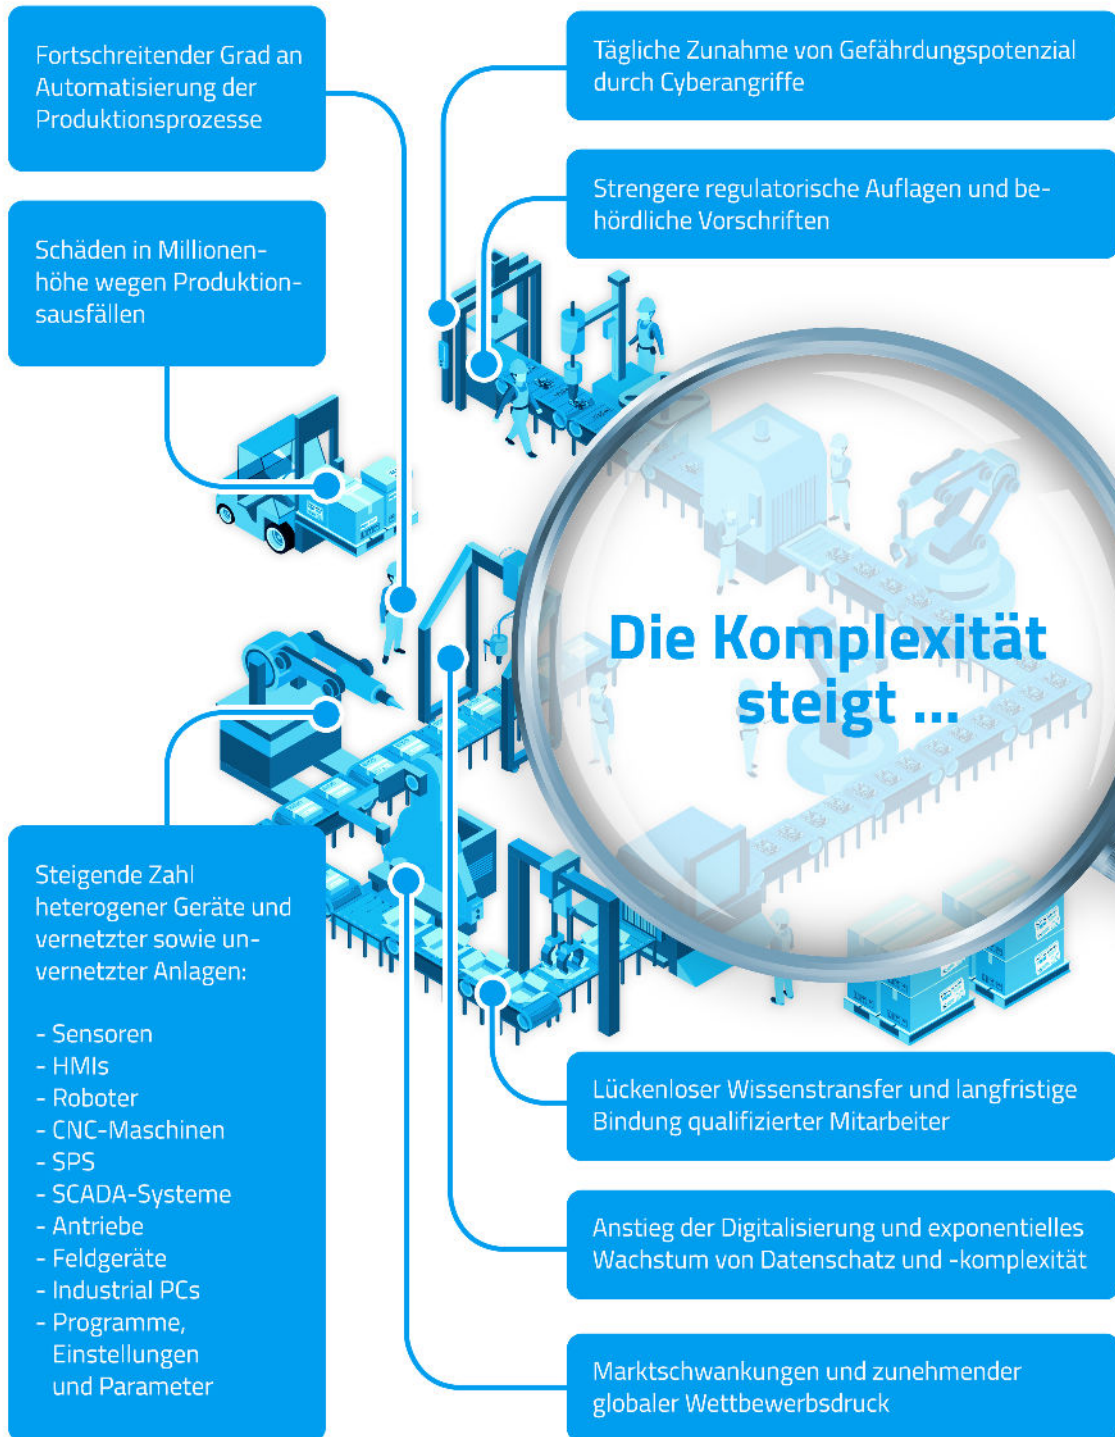 Fortschreitender Grad an
Automatisierung der
Produktionsprozesse
Schäden in Millionen-
höhe wegen Produktion-
sausfällen
Tägliche Zunahme von Gefährdungspotenzial
durch Cyberangriffe
Strengere regulatorische Auflagen und be-
hördliche Vorschriften
Die Komplexität
steigt ...
Steigende Zahl
heterogener Geräte und
vernetzter sowie un-
vernetzter Anlagen:
- Sensoren
- HMIs
- Roboter
- CNC-Maschinen
- SPS
- SCADA-Systeme
- Antriebe
- Feldgeräte
- Industrial PCs
- Programme,
Einstellungen
und Parameter
Lückenloser Wissenstransfer und langfristige
Bindung qualifizierter Mitarbeiter
Anstieg der Digitalisierung und exponentielles
Wachstum von Datenschatz und -komplexität
Marktschwankungen und zunehmender
globaler Wettbewerbsdruck